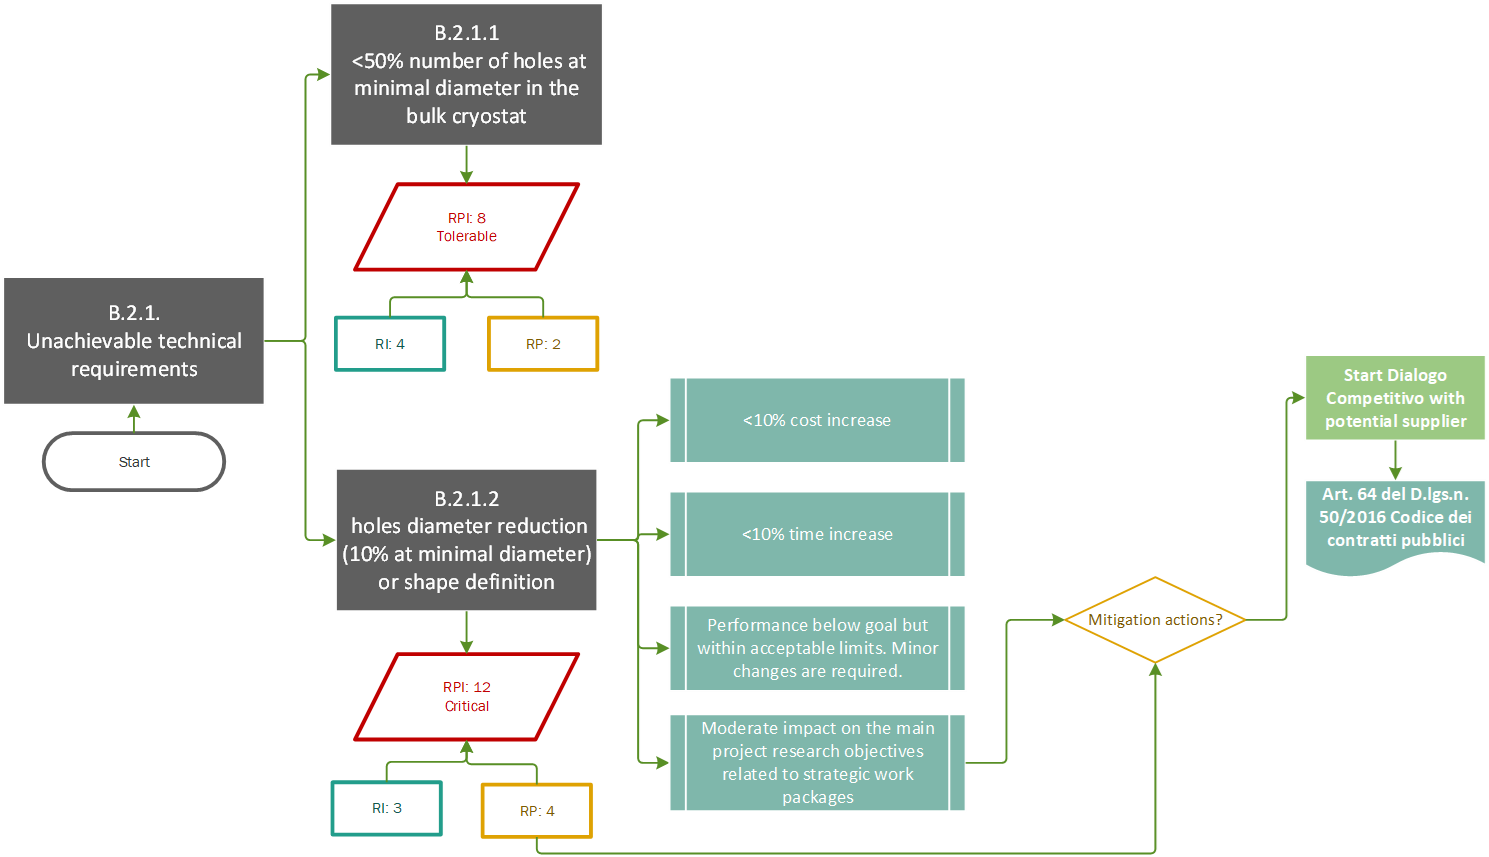 B.2.1.1
<50% number of holes at
minimal diameter in the
bulk cryostat
RPI: 8
Tolerable
RI: 4
RP: 2
B.2.1.
Unachievable technical
requirements
Start
B.2.1.2
holes diameter reduction
(10% at minimal diameter)
or shape definition
RPI: 12
Critical
RI: 3
RP: 4
<10% cost increase
<10% time increase
Performance below goal but
within acceptable limits. Minor
changes are required.
Moderate impact on the main
project research objectives
related to strategic work
packages
Mitigation actions?
Start Dialogo
Competitivo with
potential supplier
Art. 64 del D.lgs.n.
50/2016 Codice dei
contratti pubblici